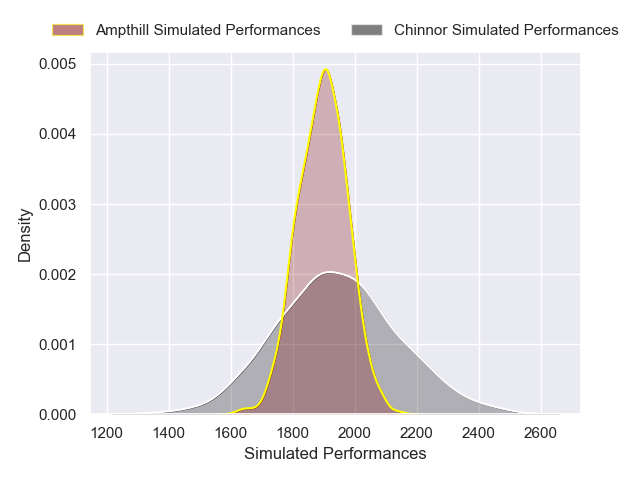 Ampthill Simulated Performances Chinnor Simulated Performances
0.005
0.004
0.003
0.002
0.001
0.000
Density
1200 1400 1600 1800 2000 2200 2400 2600
Simulated Performances